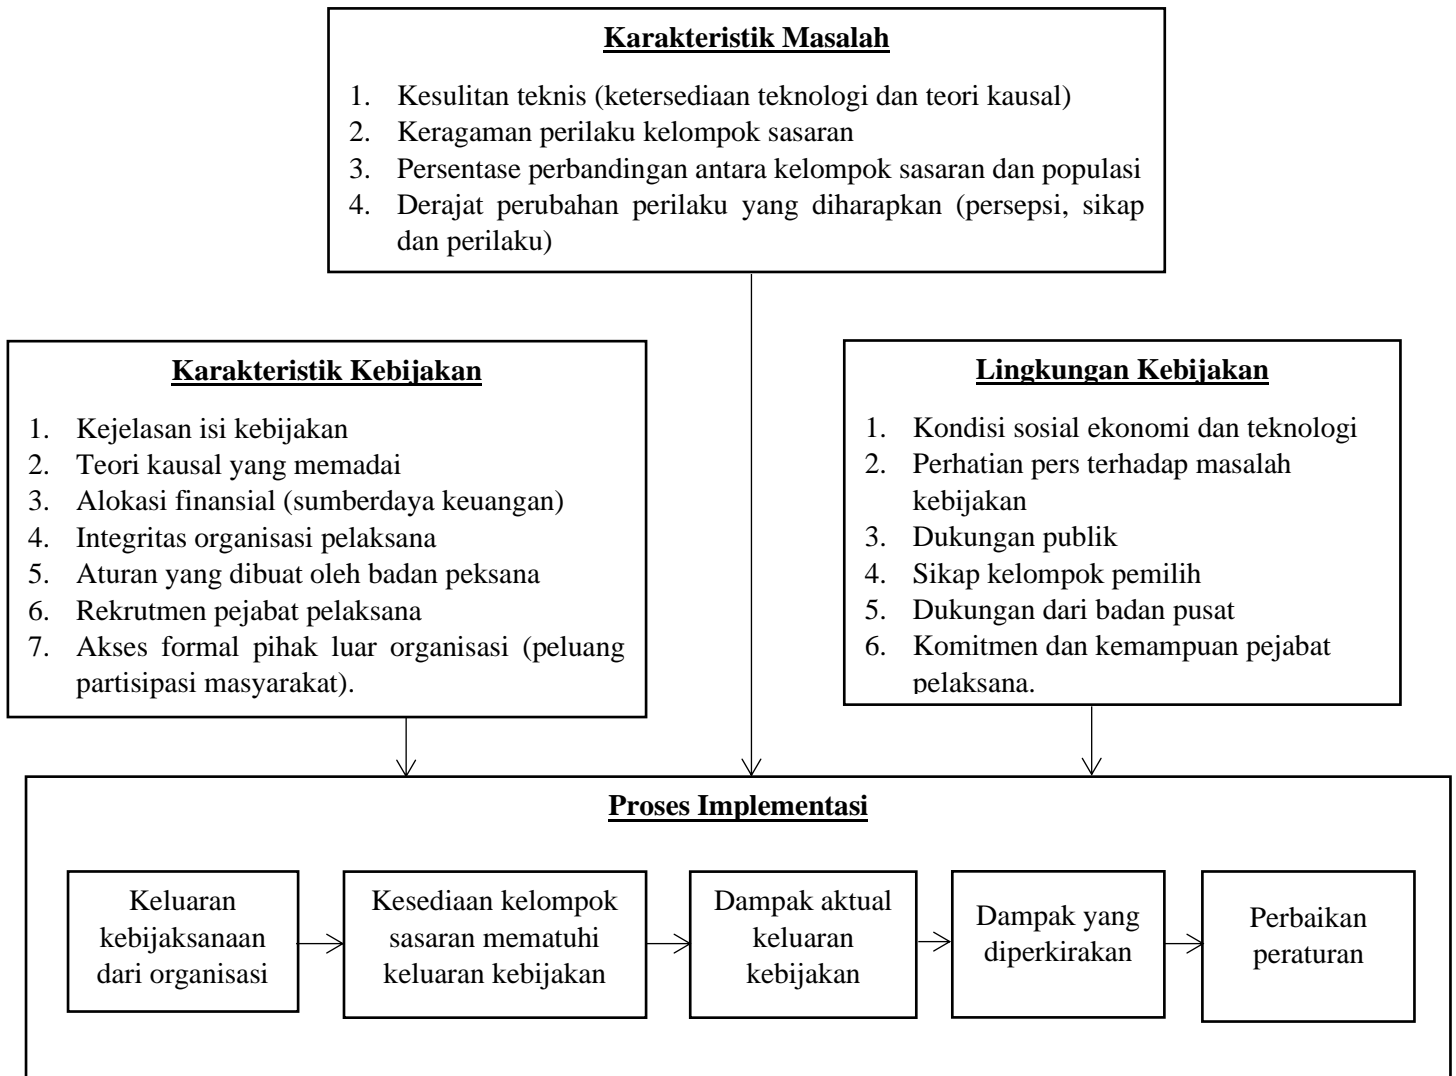 Karakteristik Masalah
1. Kesulitan teknis (ketersediaan teknologi dan teori kausal)
2. Keragaman perilaku kelompok sasaran
3. Persentase perbandingan antara kelompok sasaran dan populasi
4. Derajat perubahan perilaku yang diharapkan (persepsi, sikap
dan perilaku)
Karakteristik Kebijakan
1. Kejelasan isi kebijakan
2. Teori kausal yang memadai
3. Alokasi finansial (sumberdaya keuangan)
4. Integritas organisasi pelaksana
5. Aturan yang dibuat oleh badan peksana
6. Rekrutmen pejabat pelaksana
7. Akses formal pihak luar organisasi (peluang
partisipasi masyarakat).
Lingkungan Kebijakan
1. Kondisi sosial ekonomi dan teknologi
2. Perhatian pers terhadap masalah
kebijakan
3. Dukungan publik
4. Sikap kelompok pemilih
5. Dukungan dari badan pusat
6. Komitmen dan kemampuan pejabat
pelaksana.
Proses Implementasi
Keluaran
kebijaksanaan
dari organisasi
Kesediaan kelompok
sasaran mematuhi
keluaran kebijakan
Dampak aktual
keluaran
kebijakan
Dampak yang
diperkirakan
Perbaikan
peraturan